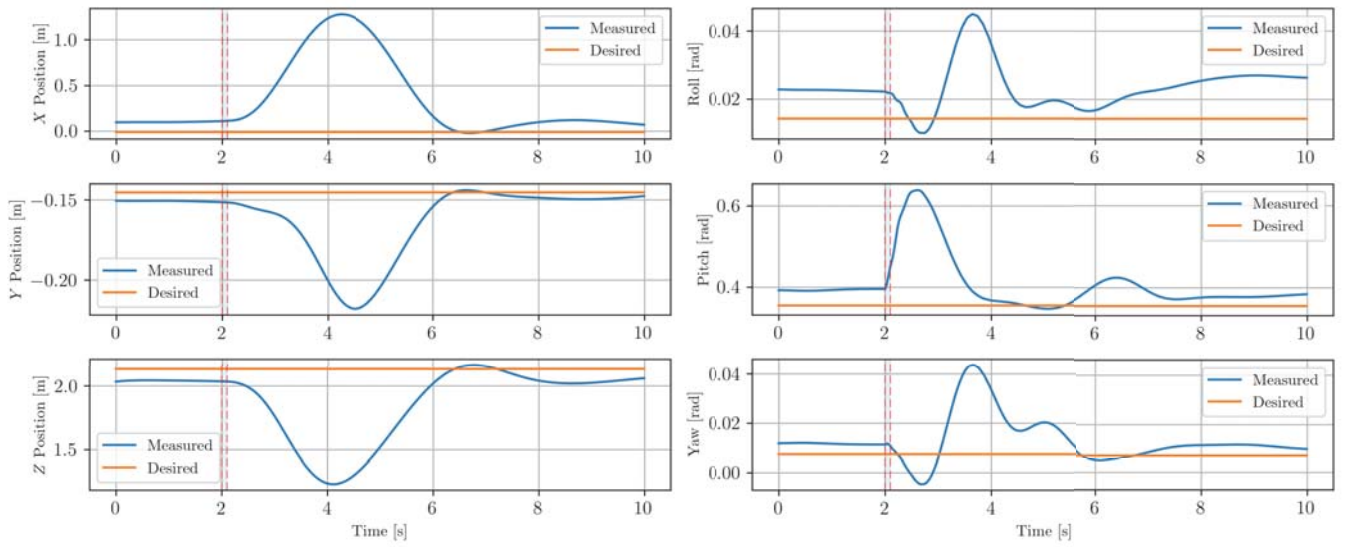 X Position [m]
1.0
0.5
0.0
Measured
Desired
0 2 4 6 8 10
Roll [rad]
0.04
0.02
Measured
Desired
0 2 4 6 8 10
Y Position [m]
−0.15
−0.20
Measured
Desired
0 2 4 6 8 10
Pitch [rad]
0.6
0.4
Measured
Desired
0 2 4 6 8 10
Z Position [m]
2.0
1.5
Measured
Desired
0 2 4 6 8 10
Time [s]
Yaw [rad]
0.04
0.02
0.00
Measured
Desired
0 2 4 6 8 10
Time [s]